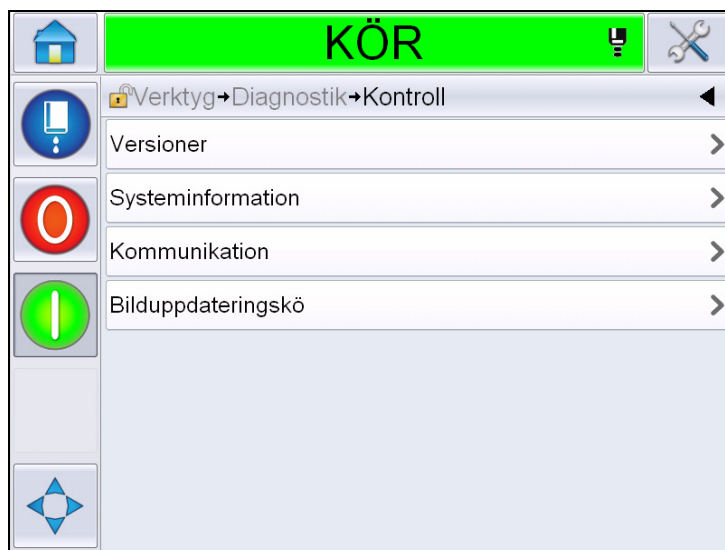 KÖR
Verktyg→Diagnostik→Kontroll
Versioner
Systeminformation
Kommunikation
Bilduppdateringskö